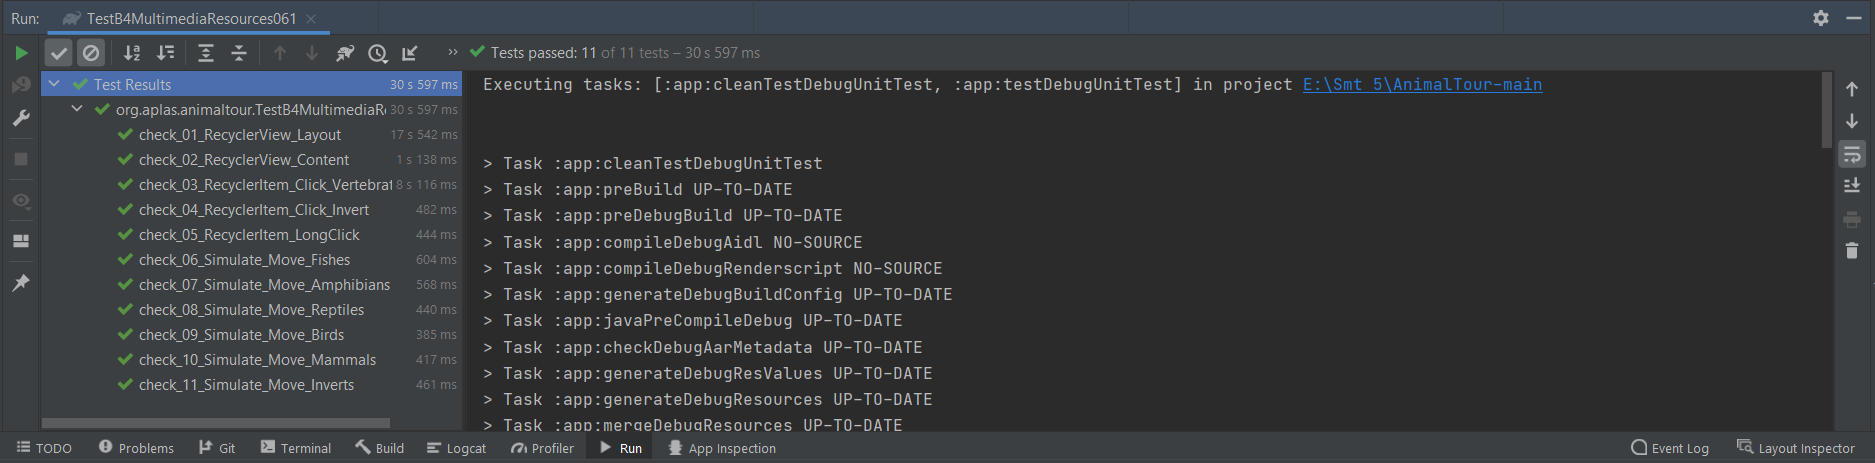 Run: TestB4MultimediaResources061
Tests passed: 11 of 11 tests – 30 s 597 ms
Test Results 30 s 597 ms
org.aplas.animaltour.TestB4MultimediaRe 30 s 597 ms
check_01_RecyclerView_Layout 17 s 542 ms
check_02_RecyclerView_Content 1 s 138 ms
check_03_RecyclerItem_Click_Vertebrat 8 s 116 ms
check_04_RecyclerItem_Click_Invert 482 ms
check_05_RecyclerItem_LongClick 444 ms
check_06_Simulate_Move_Fishes 604 ms
check_07_Simulate_Move_Amphibians 568 ms
check_08_Simulate_Move_Reptiles 440 ms
check_09_Simulate_Move_Birds 385 ms
check_10_Simulate_Move_Mammals 417 ms
check_11_Simulate_Move_Inverts 461 ms
Executing tasks: [:app:cleanTestDebugUnitTest, :app:testDebugUnitTest] in project E:\Smt 5\AnimalTour-main
> Task :app:cleanTestDebugUnitTest
> Task :app:preBuild UP-TO-DATE
> Task :app:preDebugBuild UP-TO-DATE
> Task :app:compileDebugAidl NO-SOURCE
> Task :app:compileDebugRenderscript NO-SOURCE
> Task :app:generateDebugBuildConfig UP-TO-DATE
> Task :app:javaPreCompileDebug UP-TO-DATE
> Task :app:checkDebugAarMetadata UP-TO-DATE
> Task :app:generateDebugResValues UP-TO-DATE
> Task :app:generateDebugResources UP-TO-DATE
> Task :app:mergeDebugResources UP-TO-DATE
TODO Problems Git Terminal Build Logcat Profiler Run App Inspection Event Log Layout Inspector